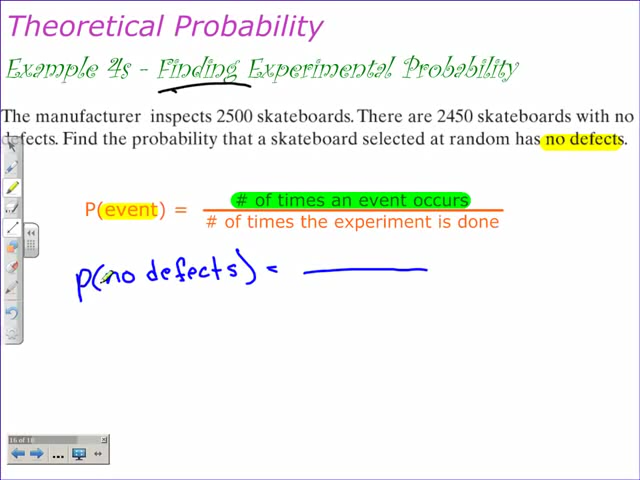 Theoretical Probability
Example 4s - Finding Experimental Probability
The manufacturer inspects 2500 skateboards. There are 2450 skateboards with no
defects. Find the probability that a skateboard selected at random has no defects.
P(event) = # of times an event occurs
# of times the experiment is done
p(no defects) =
16 of 18